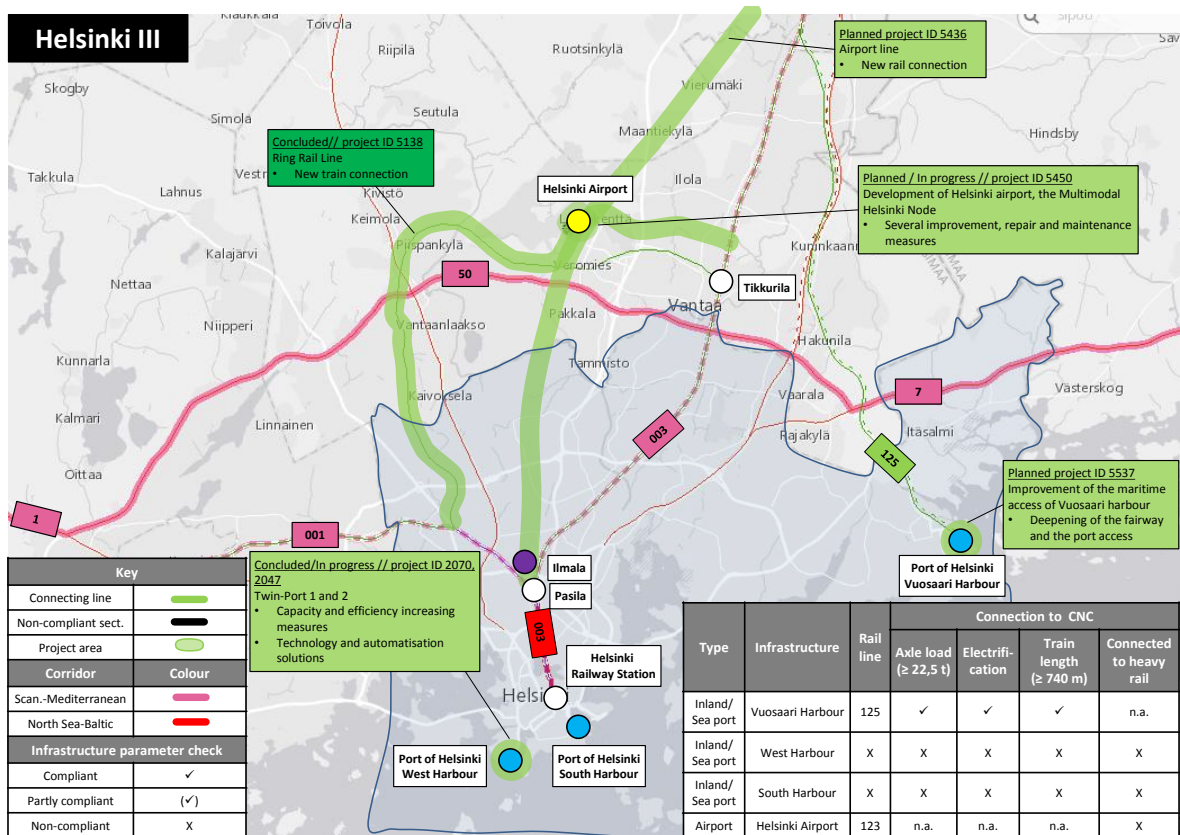 Helsinki III
Klaukkala
Toivola
Riipilä
Ruotsinkylä
Skogby
Simola
Seutula
Vierumäki
Maantiekylä
Hindsby
Takkula
Lahnus
Kivistö
Keimola
Ilola
Kalajärvi
Piispankylä
Veromies
Nettaa
Niipperi
Vantaanlaakso
Pakkala
Vantaa
Hakunila
Tammisto
Kunnarla
Kaivoksela
Vaarala
Västerskog
Kalmari
Linnainen
Rajakylä
Itäsalmi
Oittaa
Planned project ID 5436
Airport line
• New rail connection
Concluded// project ID 5138
Ring Rail Line
• New train connection
Helsinki Airport
Planned / In progress // project ID 5450
Development of Helsinki airport, the Multimodal
Helsinki Node
• Several improvement, repair and maintenance
measures
Tikkurila
50
7
003
125
1
001
Planned project ID 5537
Improvement of the maritime
access of Vuosaari harbour
• Deepening of the fairway
and the port access
Port of Helsinki
Vuosaari Harbour
Concluded/In progress // project ID 2070,
2047
Twin-Port 1 and 2
• Capacity and efficiency increasing
measures
• Technology and automatisation
solutions
Ilmala
Pasila
003
Helsinki
Railway Station
Port of Helsinki
West Harbour
Port of Helsinki
South Harbour
Key
Connecting line
Non-compliant sect.
Project area
Corridor Colour
Scan.-Mediterranean
North Sea-Baltic
Infrastructure parameter check
Compliant ✓
Partly compliant (✓)
Non-compliant X
Type Infrastructure Rail line Connection to CNC
Axle load (≥ 22,5 t) Electrifi-cation Train length (≥ 740 m) Connected to heavy rail
Inland/ Sea port Vuosaari Harbour 125 ✓ ✓ ✓ n.a.
Inland/ Sea port West Harbour X X X X X
Inland/ Sea port South Harbour X X X X X
Airport Helsinki Airport 123 n.a. n.a. n.a. X